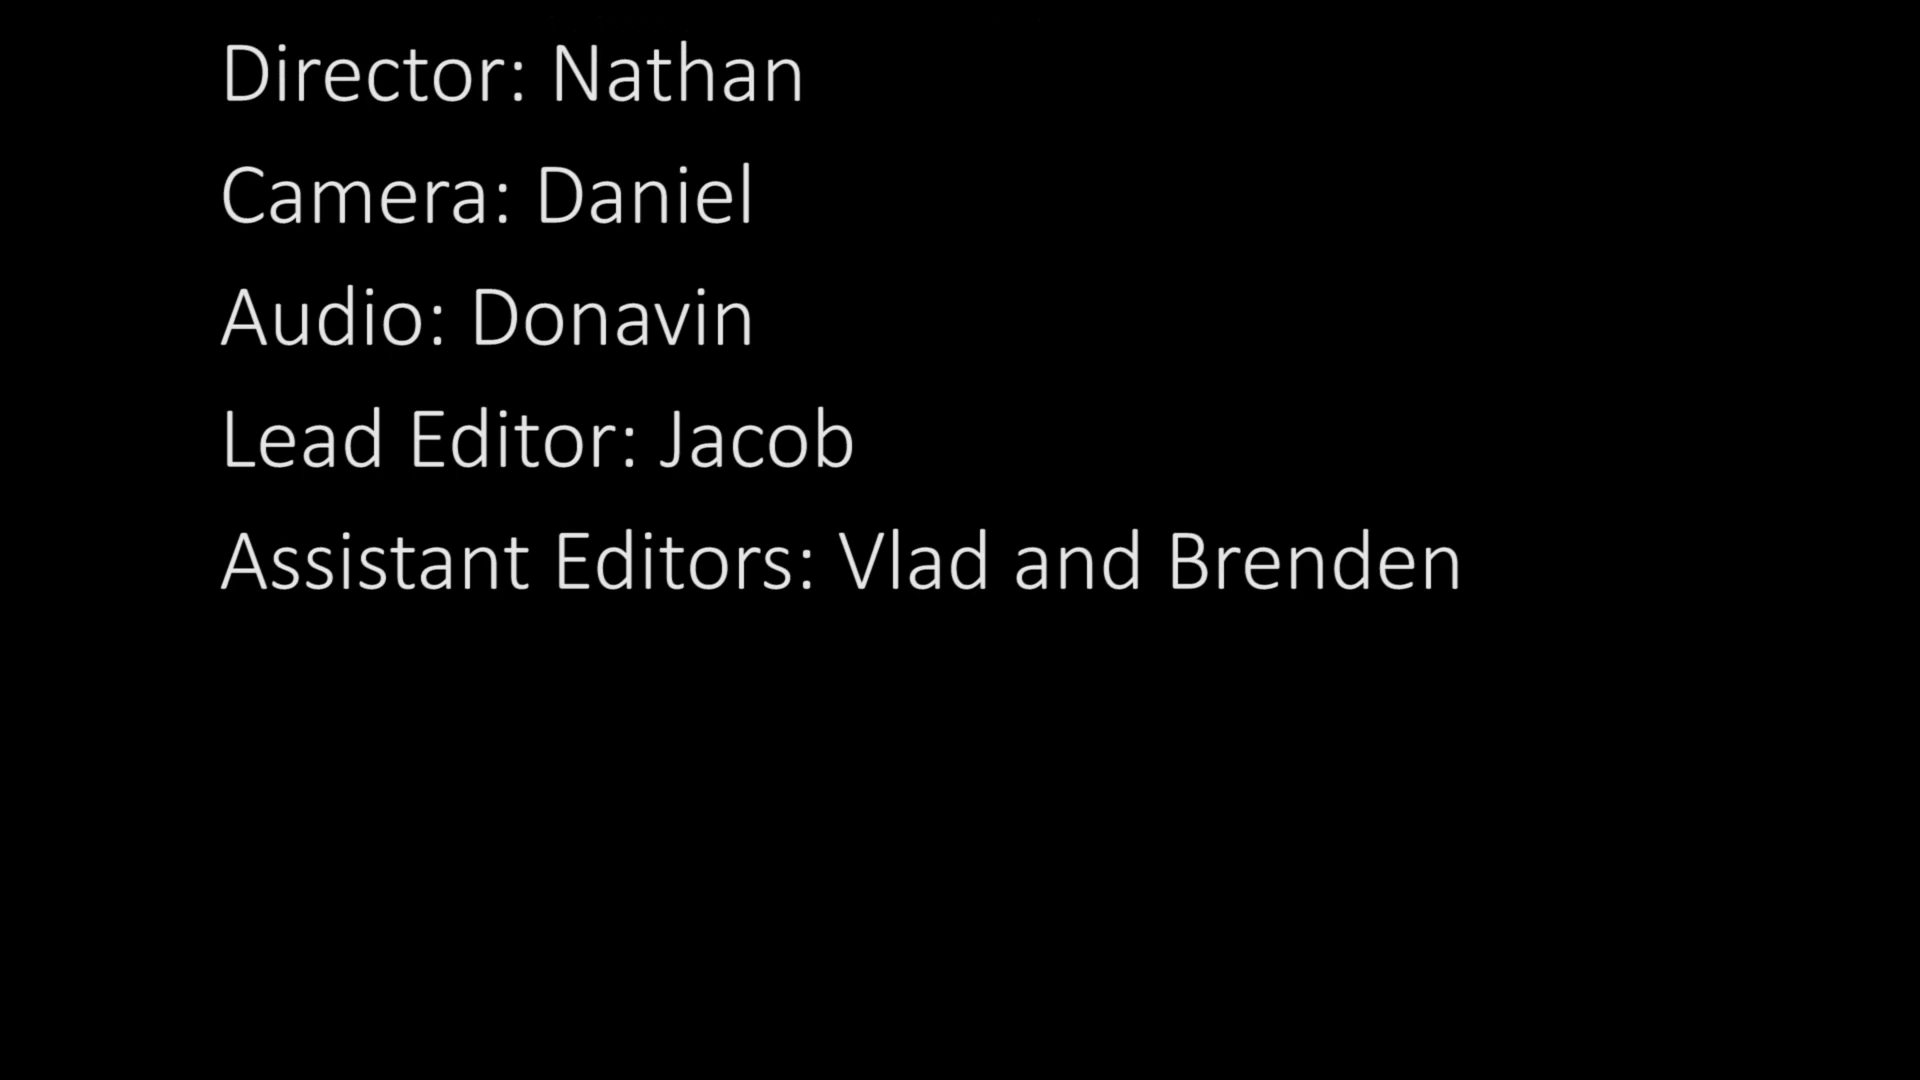 Director: Nathan
Camera: Daniel
Audio: Donavin
Lead Editor: Jacob
Assistant Editors: Vlad and Brenden